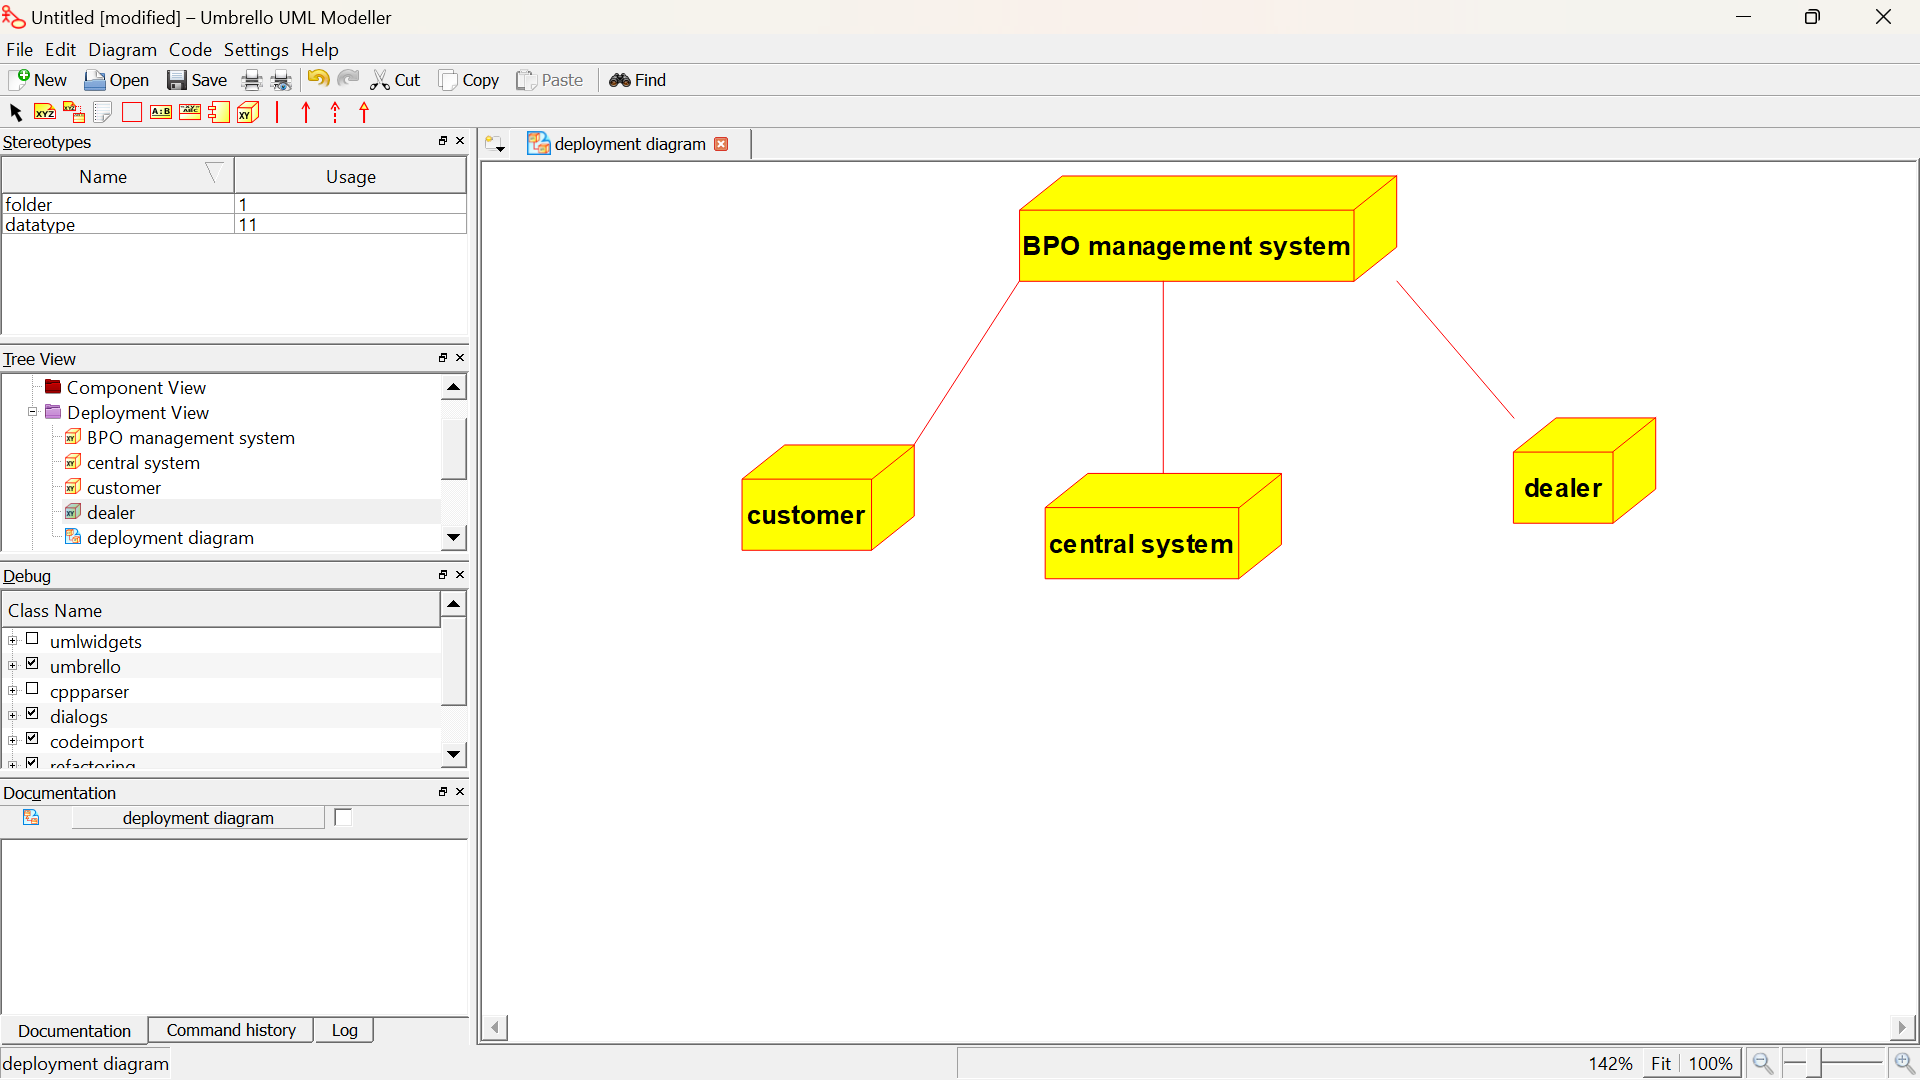 Untitled [modified] – Umbrello UML Modeller
File Edit Diagram Code Settings Help
New Open Save Cut Copy Paste Find
Stereotypes
Name Usage
folder 1
datatype 11
Tree View
Component View
Deployment View
BPO management system
central system
customer
dealer
deployment diagram
Debug
Class Name
umlwidgets
umbrello
cppparser
dialogs
codeimport
refactoring
Documentation
deployment diagram
Documentation Command history Log
deployment diagram
deployment diagram
BPO management system
customer
central system
dealer
142% Fit 100%